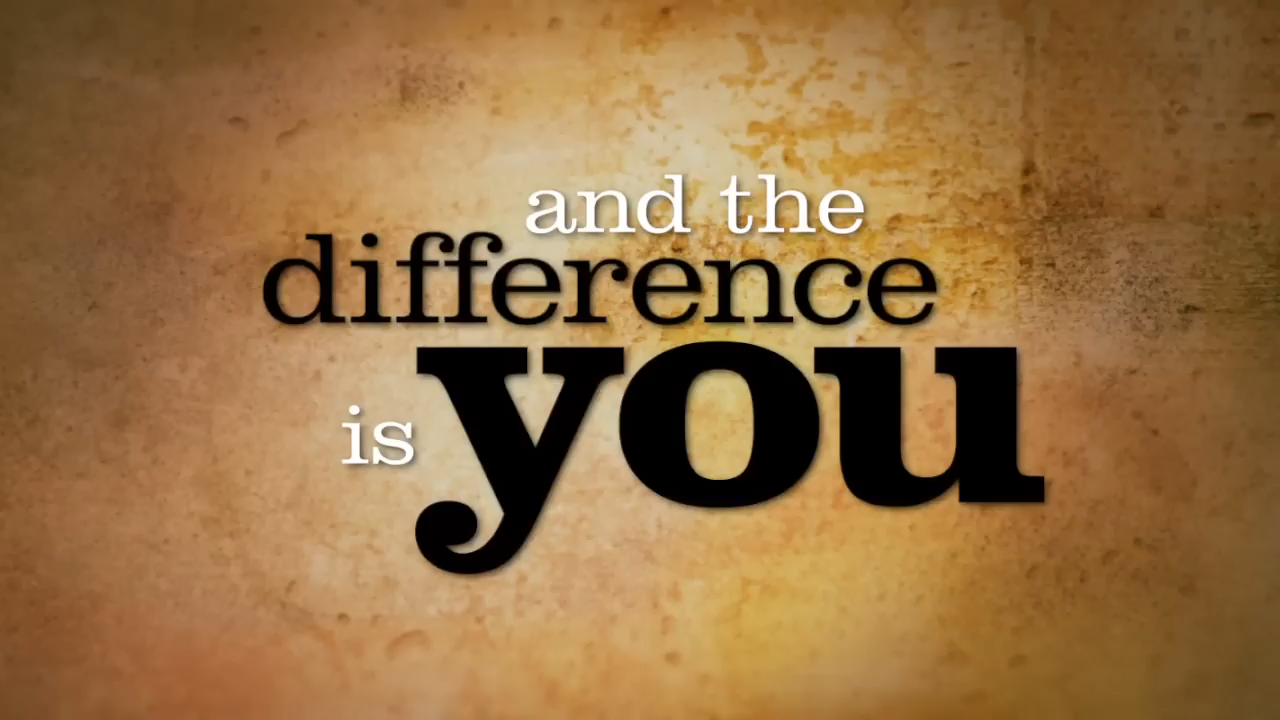 and the
difference
is you